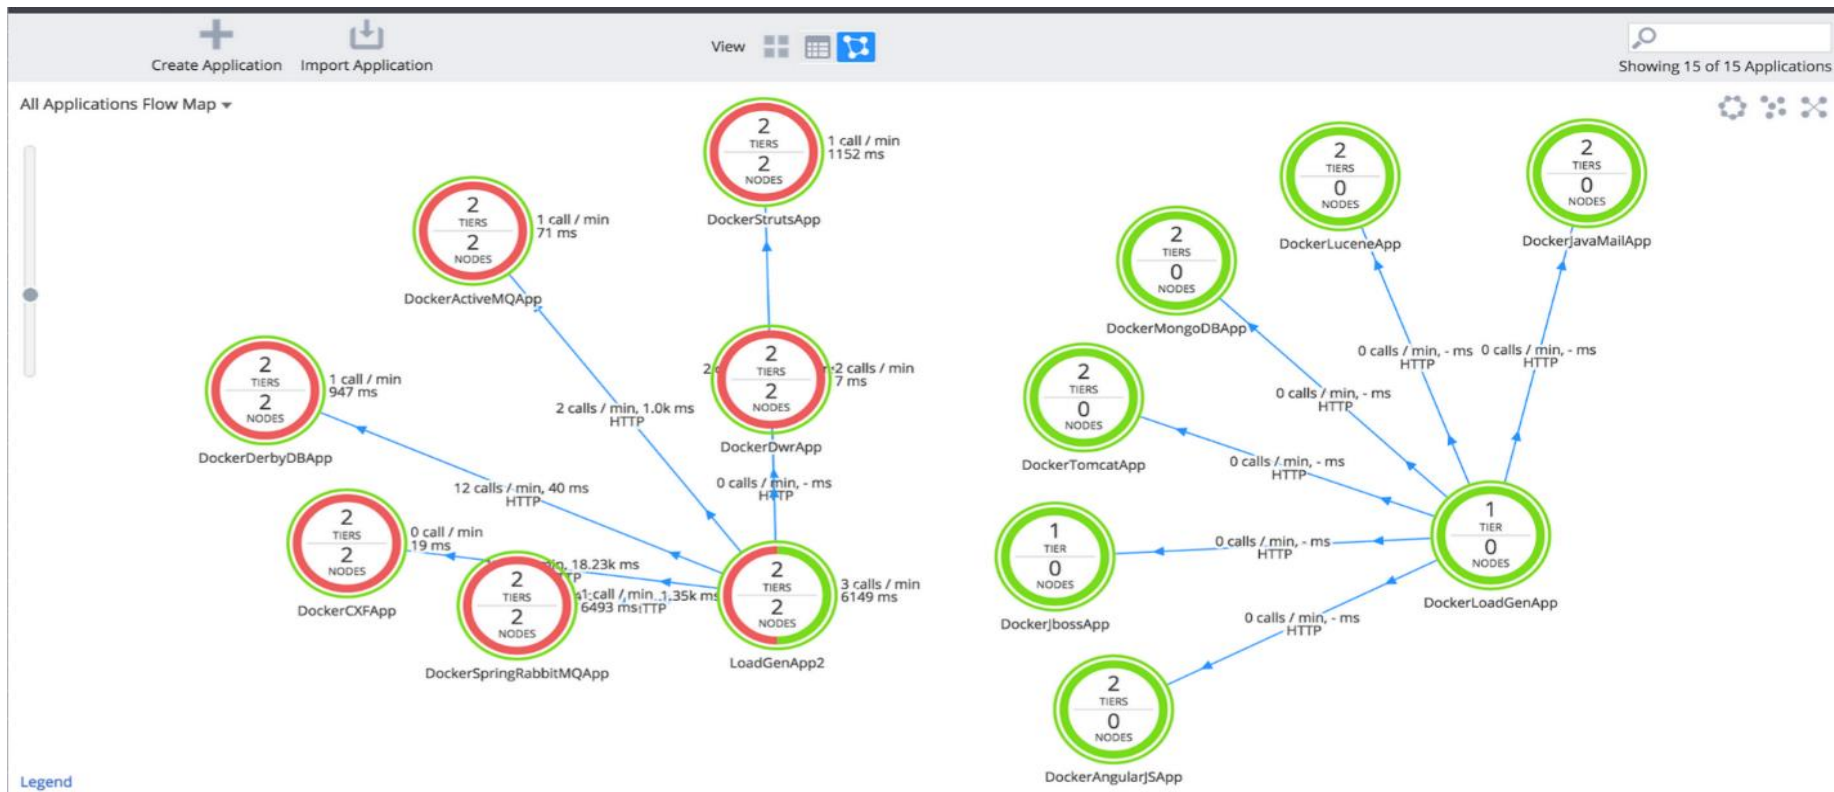 Create Application
Import Application
View
Showing 15 of 15 Applications
All Applications Flow Map
2
TIERS
2
NODES
1 call / min
1152 ms
DockerStrutsApp
2
TIERS
2
NODES
1 call / min
71 ms
DockerActiveMQApp
2
TIERS
2
NODES
1 call / min
947 ms
DockerDerbyDBApp
2
TIERS
2
NODES
2 calls / min
7 ms
DockerDwrApp
2 calls / min, 1.0k ms
HTTP
0 calls / min, - ms
HTTP
12 calls / min, 40 ms
HTTP
2
TIERS
2
NODES
0 call / min
19 ms
DockerCXFApp
18.23k ms
2
TIERS
2
NODES
1 call / min
6493 ms
1.35k ms
HTTP
DockerSpringRabbitMQApp
2
TIERS
2
NODES
3 calls / min
6149 ms
LoadGenApp2
2
TIERS
0
NODES
DockerLuceneApp
2
TIERS
0
NODES
DockerJavaMailApp
2
TIERS
0
NODES
DockerMongoDBApp
0 calls / min, - ms
HTTP
0 calls / min, - ms
HTTP
0 calls / min, - ms
HTTP
2
TIERS
0
NODES
DockerTomcatApp
0 calls / min, - ms
HTTP
1
TIER
0
NODES
DockerJbossApp
0 calls / min, - ms
HTTP
1
TIER
0
NODES
DockerLoadGenApp
0 calls / min, - ms
HTTP
2
TIERS
0
NODES
DockerAngularJSApp
Legend